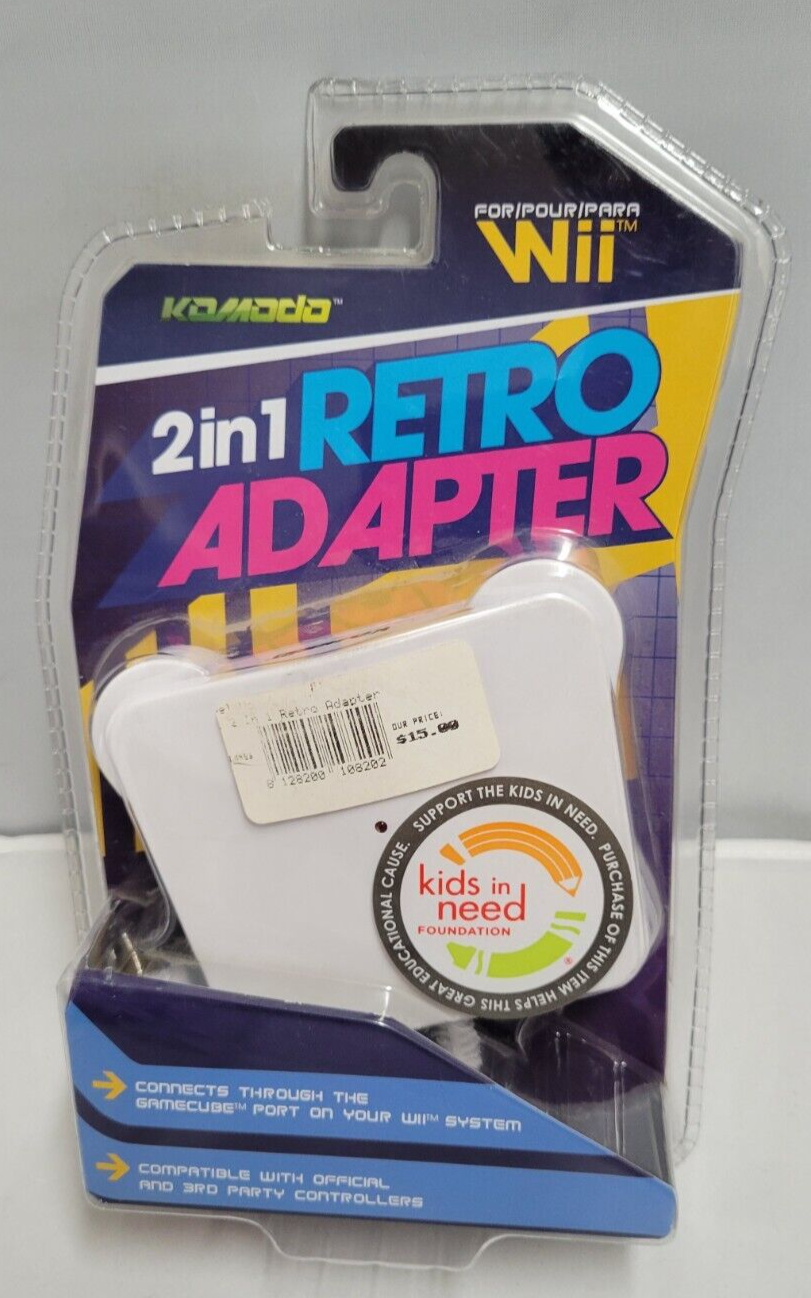 FOR/POUR/PARA
Wii™
KOMODO™
2in1 RETRO
ADAPTER
1 Retro Adapter
OUR PRICE:
$15.00
8 128200 108202
SUPPORT THE KIDS IN NEED. PURCHASE OF THIS ITEM HELPS THIS GREAT EDUCATIONAL CAUSE.
kids in
need
FOUNDATION
®
CONNECTS THROUGH THE
GAMECUBE™ PORT ON YOUR WII™ SYSTEM
COMPATIBLE WITH OFFICIAL
AND 3RD PARTY CONTROLLERS